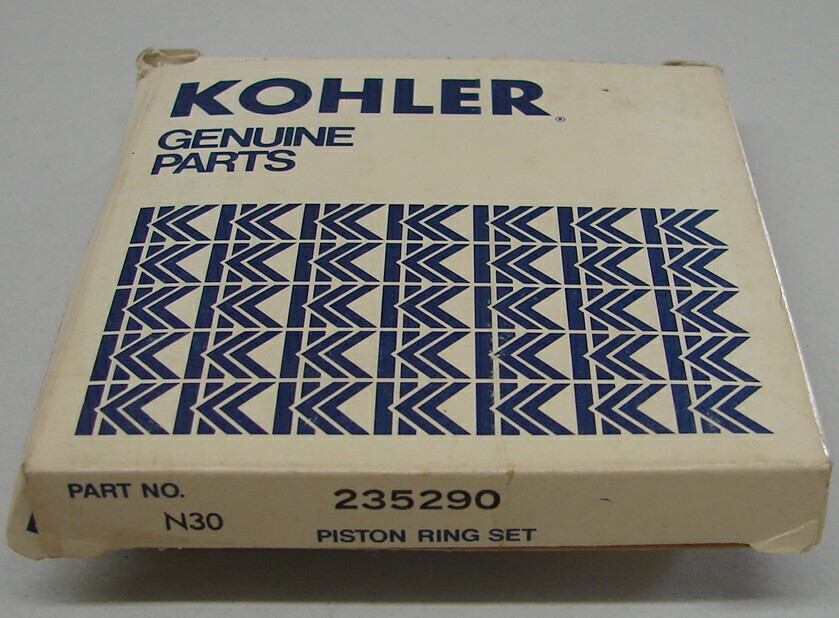 KOHLER®
GENUINE
PARTS
PART NO.
235290
N30
PISTON RING SET